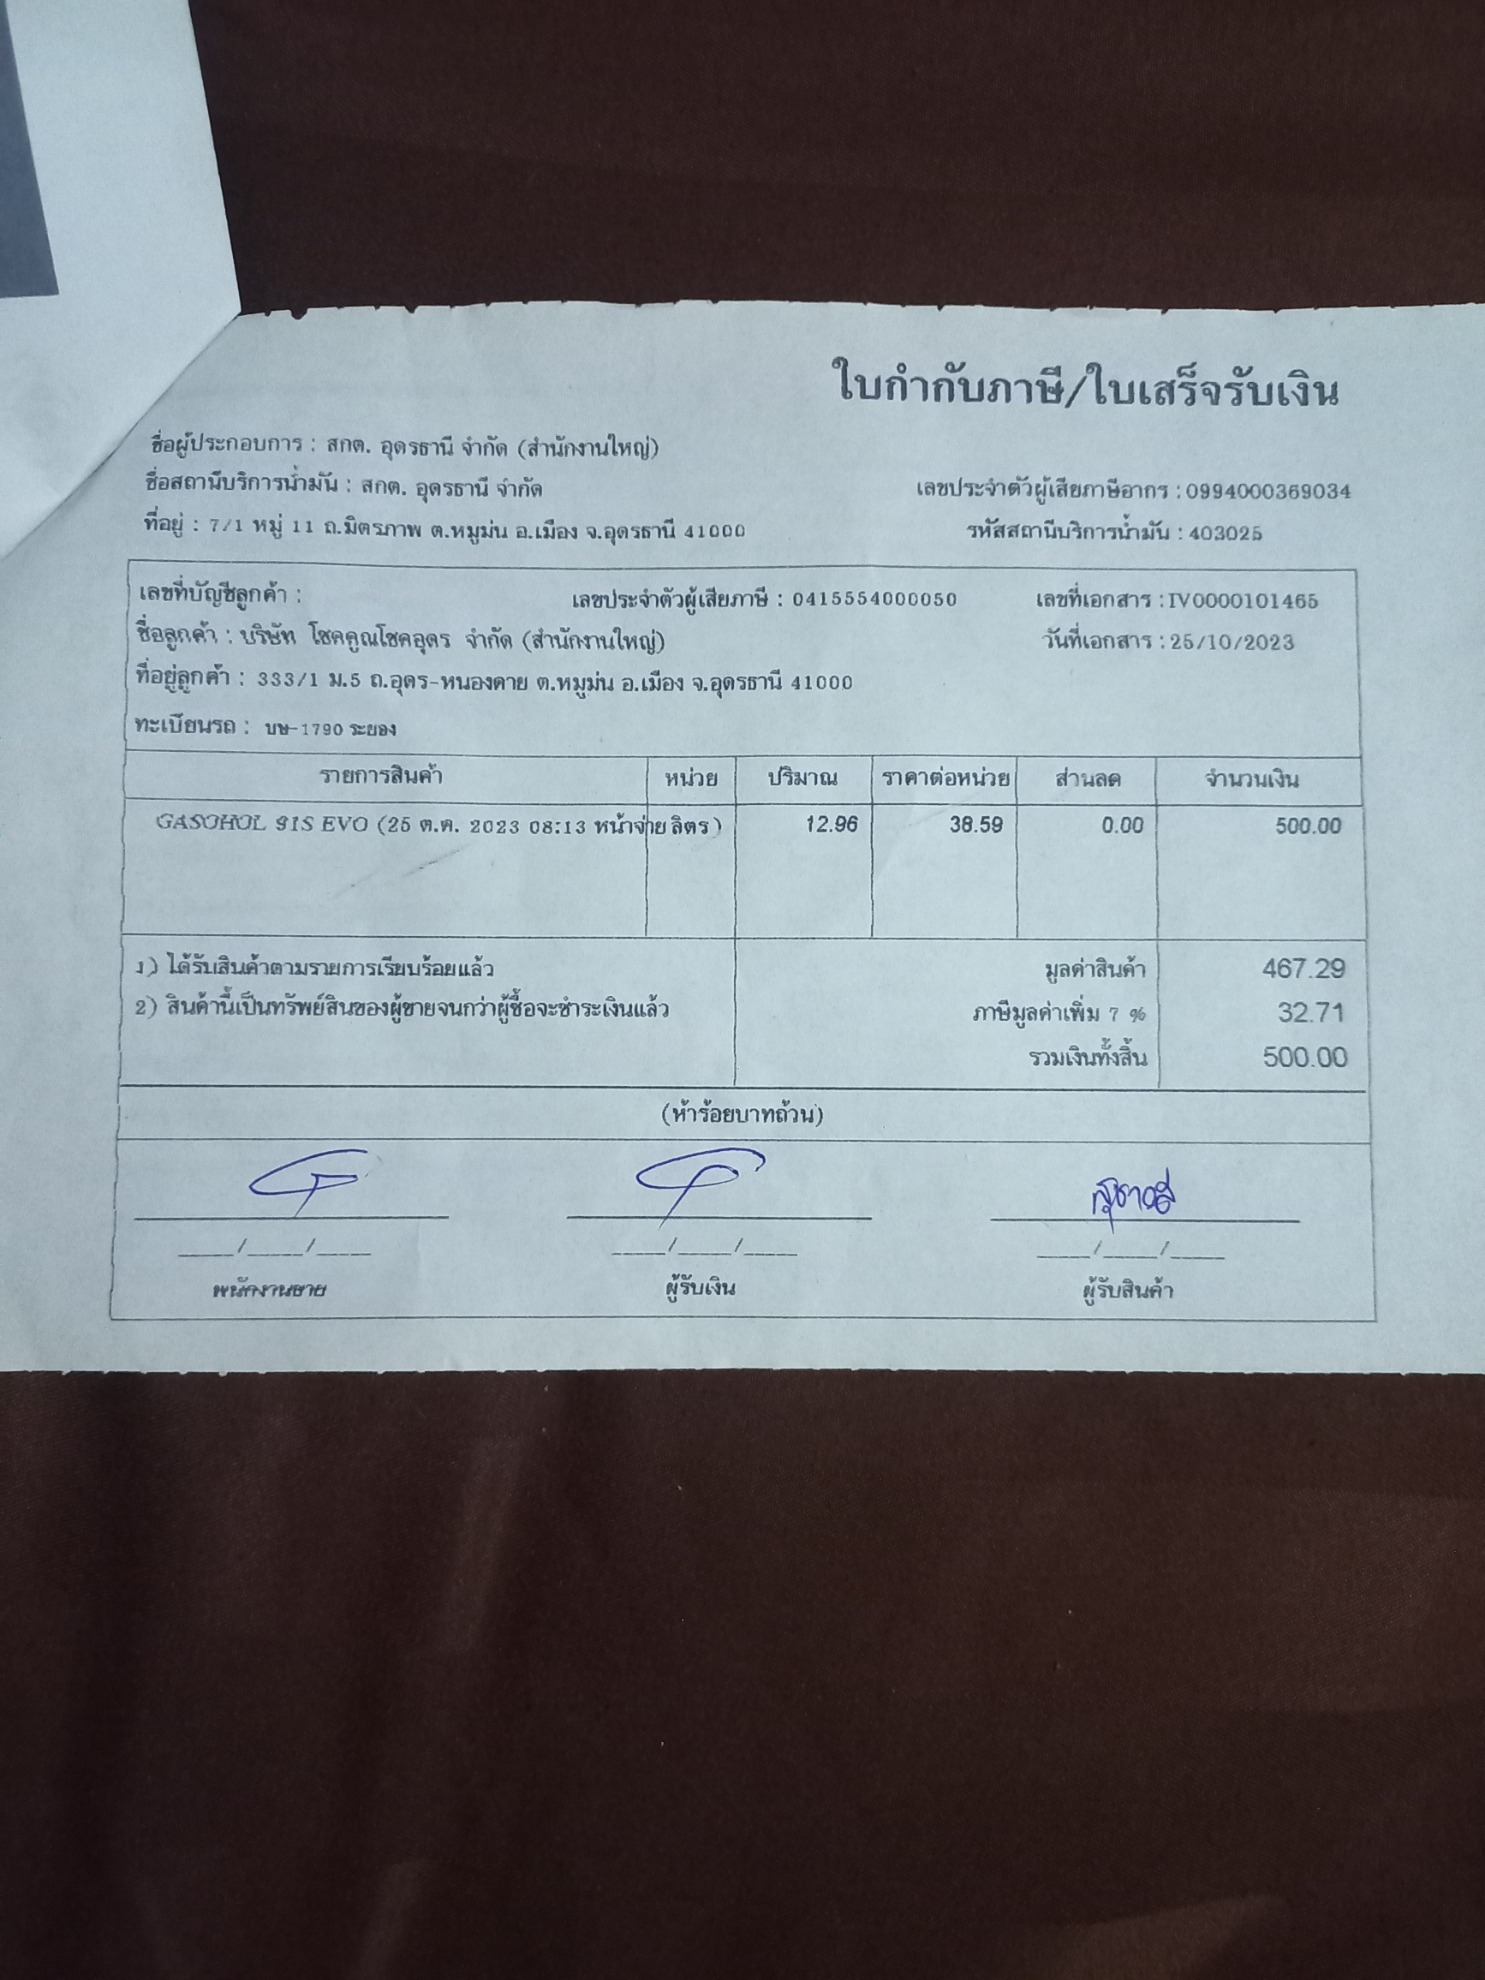 ใบกำกับภาษี/ใบเสร็จรับเงิน
ชื่อผู้ประกอบการ : สกต. อุดรธานี จำกัด (สำนักงานใหญ่)
ชื่อสถานีบริการน้ำมัน : สกต. อุดรธานี จำกัด เลขประจำตัวผู้เสียภาษีอากร : 0994000369034
ที่อยู่ : 7/1 หมู่ 11 ถ.มิตรภาพ ต.หมูม่น อ.เมือง จ.อุดรธานี 41000 รหัสสถานีบริการน้ำมัน : 403025
เลขที่บัญชีลูกค้า : เลขประจำตัวผู้เสียภาษี : 0415554000050 เลขที่เอกสาร : IV0000101465
ชื่อลูกค้า : บริษัท โชคคูณโชคอุดร จำกัด (สำนักงานใหญ่) วันที่เอกสาร : 25/10/2023
ที่อยู่ลูกค้า : 333/1 ม.5 ถ.อุดร-หนองคาย ต.หมูม่น อ.เมือง จ.อุดรธานี 41000
ทะเบียนรถ : บษ-1790 ระยอง
รายการสินค้า หน่วย ปริมาณ ราคาต่อหน่วย ส่วนลด จำนวนเงิน
GASOHOL 91S EVO (25 ต.ค. 2023 08:13 หน้าจ่าย ลิตร) 12.96 38.59 0.00 500.00
1) ได้รับสินค้าตามรายการเรียบร้อยแล้ว มูลค่าสินค้า 467.29
2) สินค้านี้เป็นทรัพย์สินของผู้ขายจนกว่าผู้ซื้อจะชำระเงินแล้ว ภาษีมูลค่าเพิ่ม 7 % 32.71
รวมเงินทั้งสิ้น 500.00
(ห้าร้อยบาทถ้วน)
____/____/____ ____/____/____ ____/____/____
พนักงานขาย ผู้รับเงิน ผู้รับสินค้า